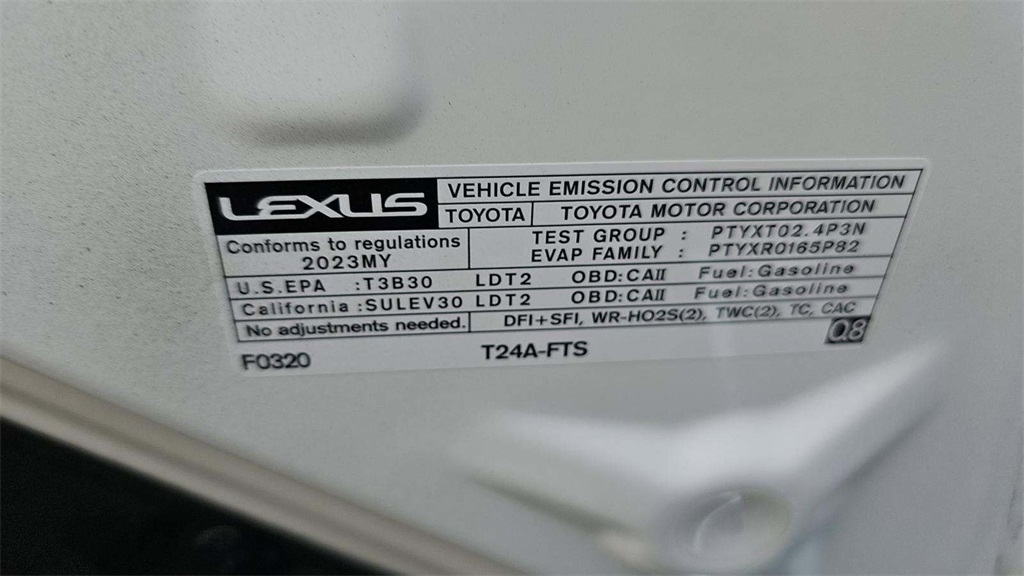 LEXUS VEHICLE EMISSION CONTROL INFORMATION
TOYOTA TOYOTA MOTOR CORPORATION
Conforms to regulations
2023MY
TEST GROUP : PTYXT02.4P3N
EVAP FAMILY : PTYXR0165P82
U.S.EPA :T3B30 LDT2 OBD:CAII Fuel:Gasoline
California :SULEV30 LDT2 OBD:CAII Fuel:Gasoline
No adjustments needed. DFI+SFI, WR-HO2S(2), TWC(2), TC, CAC
F0320 T24A-FTS Q8